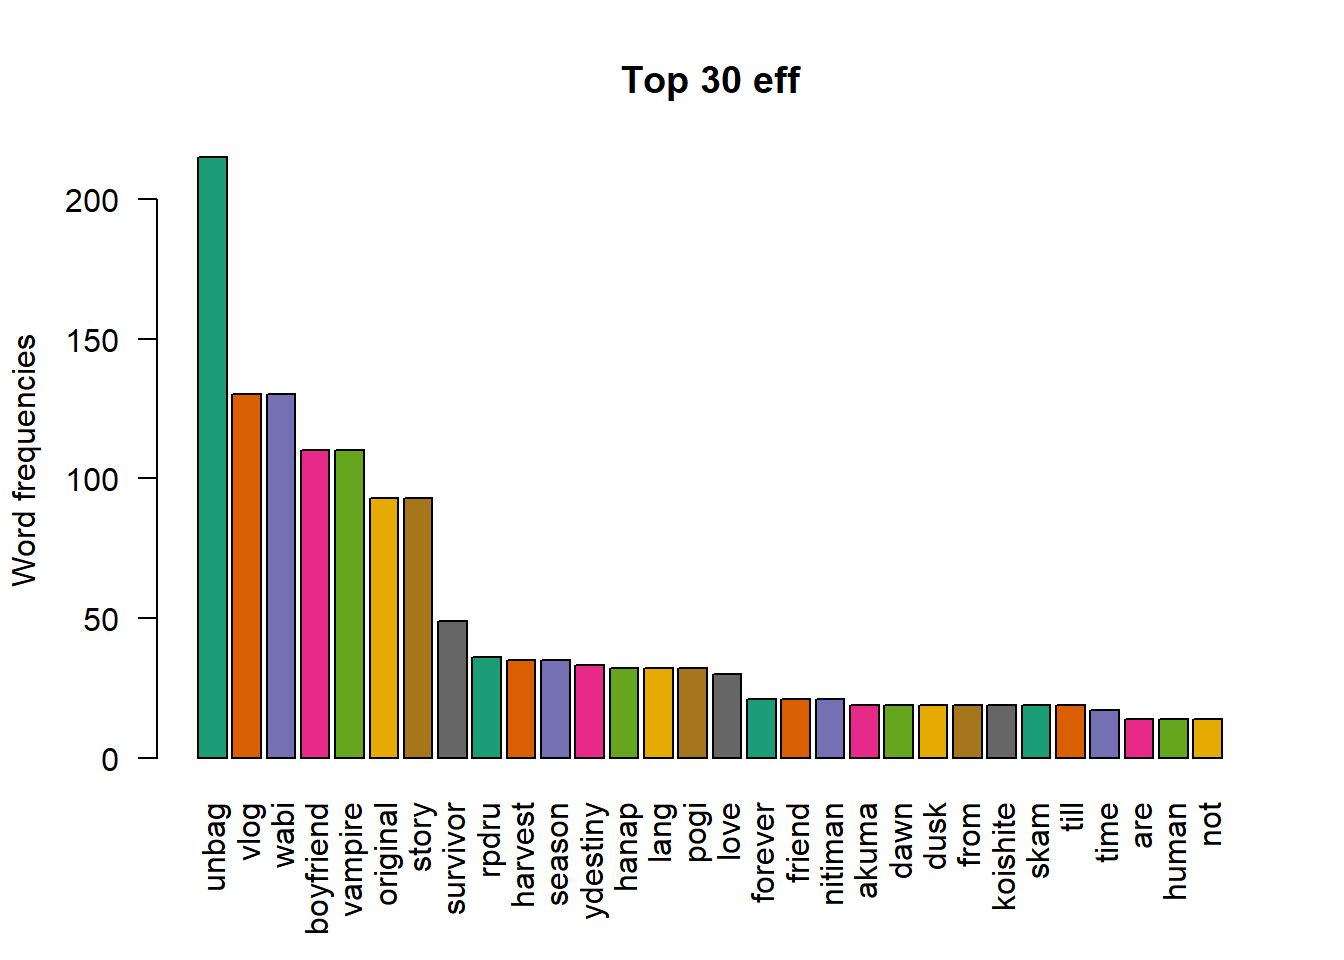 Top 30 eff
Word frequencies
200
150
100
50
0
unbag
vlog
wabi
boyfriend
vampire
original
story
survivor
rpdru
harvest
season
ydestiny
hanap
lang
pogi
love
forever
friend
nitiman
akuma
dawn
dusk
from
koishite
skam
till
time
are
human
not